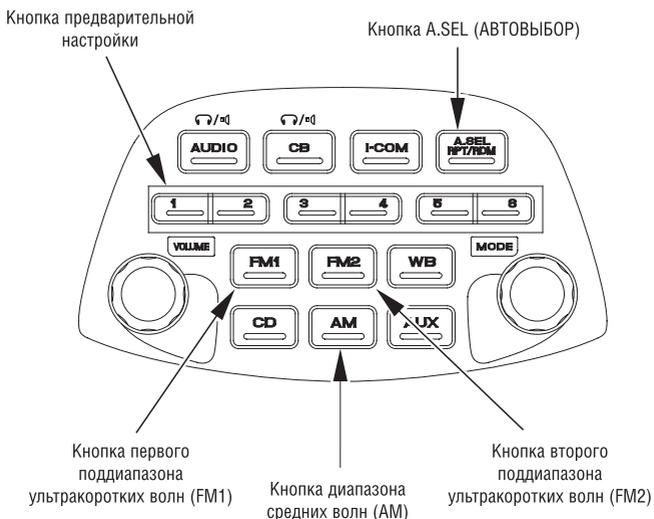 Кнопка предварительной
настройки
Кнопка A.SEL (АВТОВЫБОР)
AUDIO
CB
I-COM
A.SEL
RPT/RDM
1 2 3 4 5 6
VOLUME
MODE
FM1 FM2 WB
CD AM AUX
Кнопка первого
поддиапазона
ультракоротких волн (FM1)
Кнопка диапазона
средних волн (AM)
Кнопка второго
поддиапазона
ультракоротких волн (FM2)